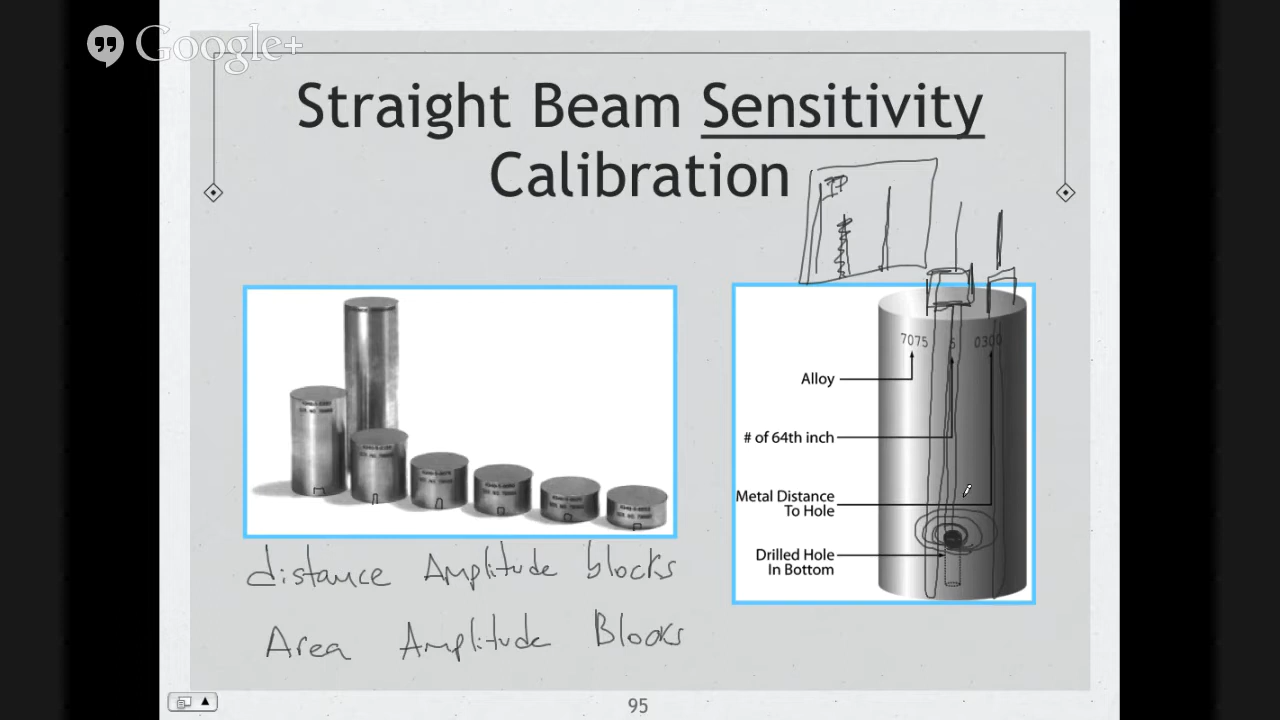 Google+
Straight Beam Sensitivity
Calibration
IP
7075 5 0300
Alloy
# of 64th inch
Metal Distance
To Hole
Drilled Hole
In Bottom
distance Amplitude blocks
Area Amplitude Blocks
95